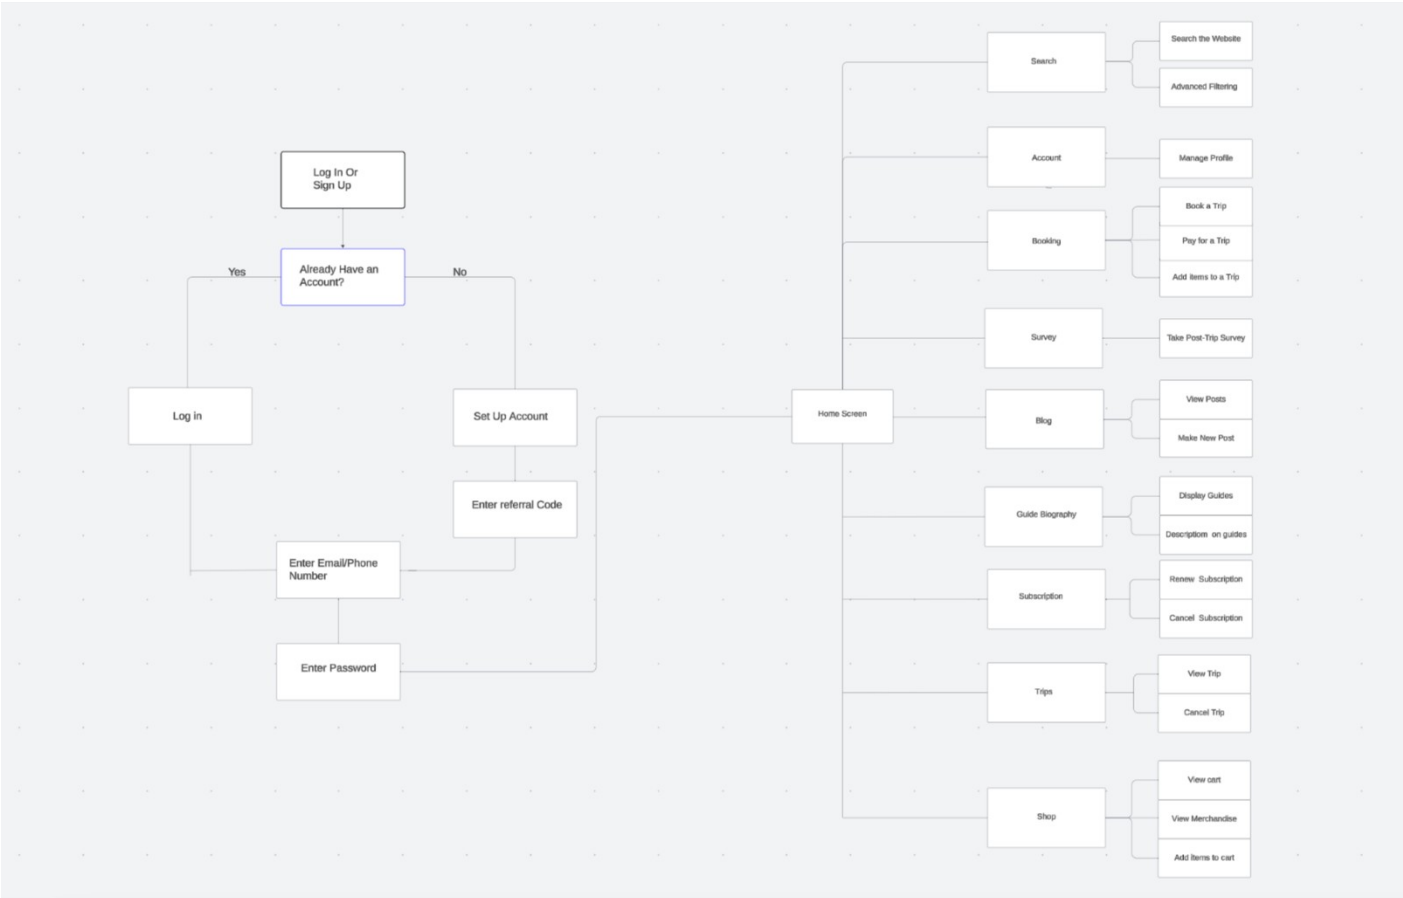 Log In Or
Sign Up
Already Have an
Account?
Yes
No
Log in
Set Up Account
Enter referral Code
Enter Email/Phone
Number
Enter Password
Home Screen
Search
Search the Website
Advanced Filtering
Account
Manage Profile
Booking
Book a Trip
Pay for a Trip
Add items to a Trip
Survey
Take Post-Trip Survey
Blog
View Posts
Make New Post
Guide Biography
Display Guides
Descriptiom on guides
Subscription
Renew Subscription
Cancel Subscription
Trips
View Trip
Cancel Trip
Shop
View cart
View Merchandise
Add items to cart